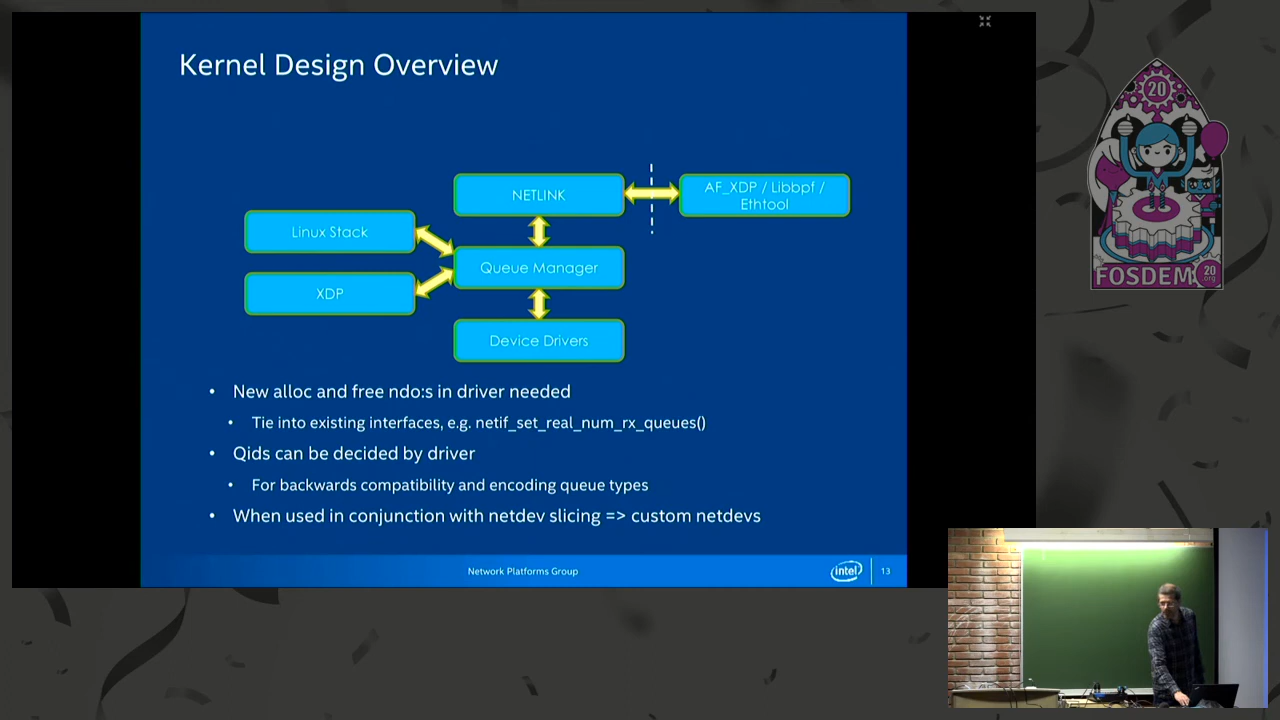 Kernel Design Overview
NETLINK
AF_XDP / Libbpf /
Ethtool
Linux Stack
Queue Manager
XDP
Device Drivers
• New alloc and free ndo:s in driver needed
• Tie into existing interfaces, e.g. netif_set_real_num_rx_queues()
• Qids can be decided by driver
• For backwards compatibility and encoding queue types
• When used in conjunction with netdev slicing => custom netdevs
Network Platforms Group
intel
13
20
FOSDEM
20
.org